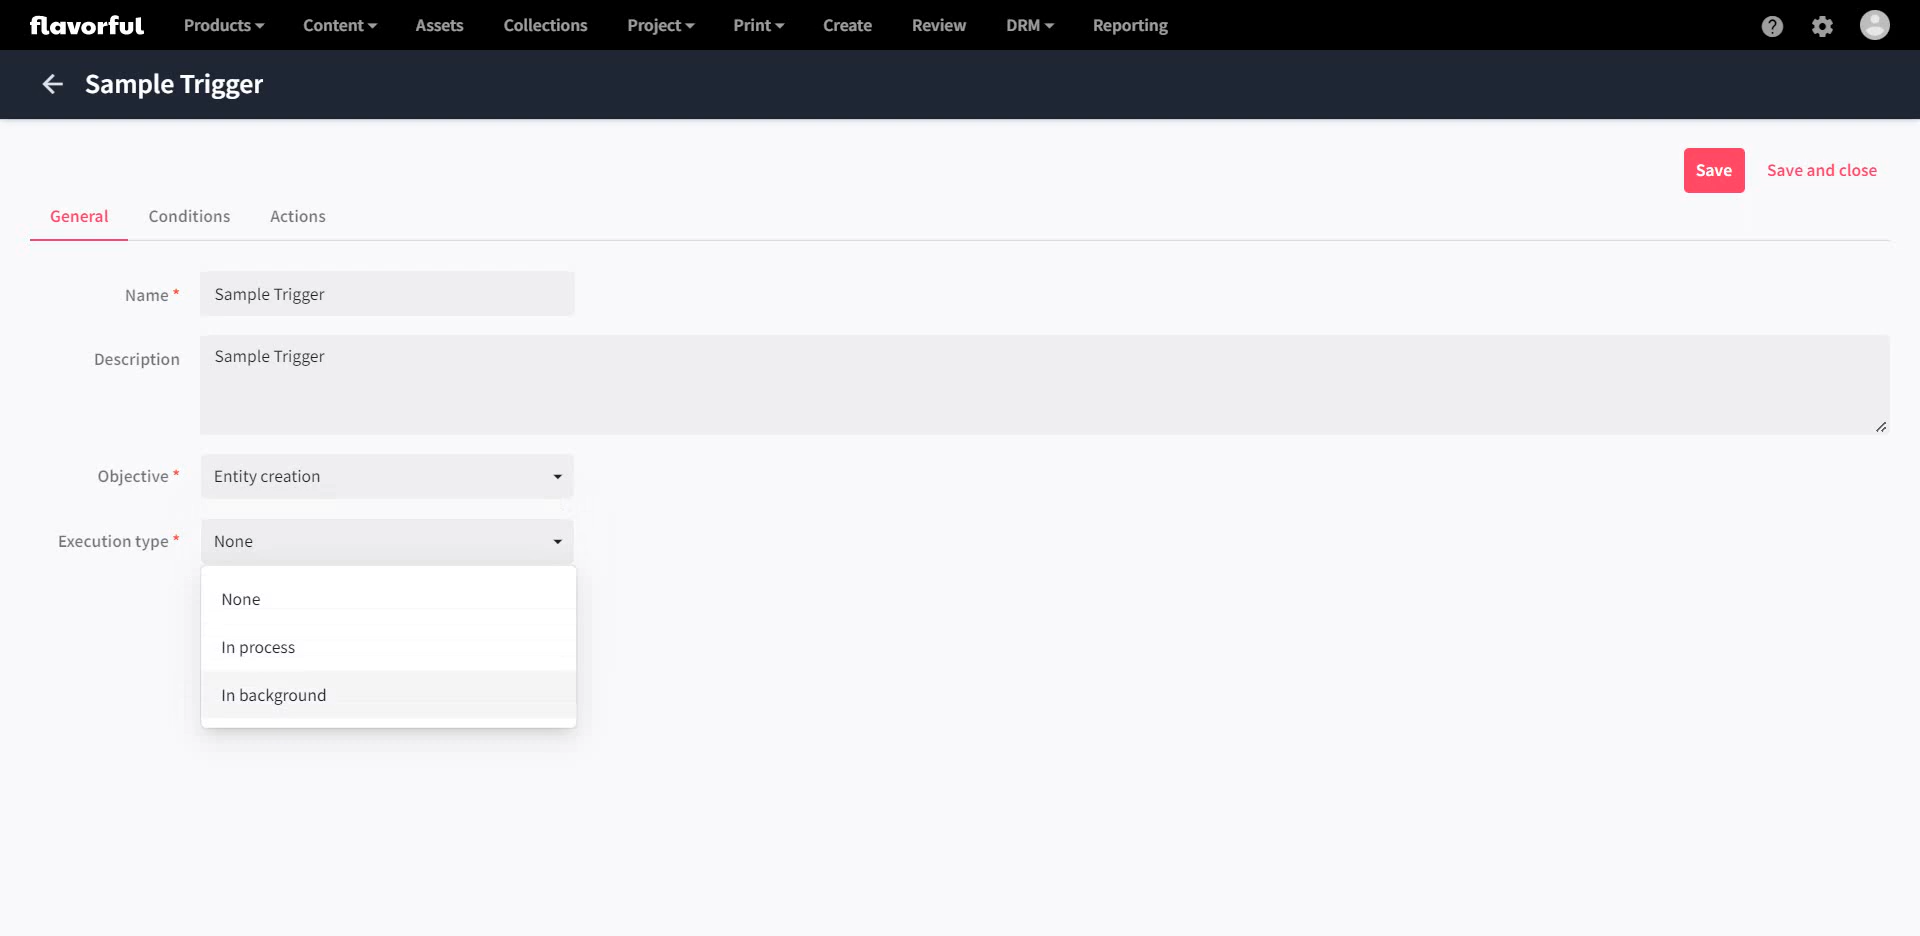 flavorful Products Content Assets Collections Project Print Create Review DRM Reporting
Sample Trigger
Save Save and close
General Conditions Actions
Name * Sample Trigger
Description Sample Trigger
Objective * Entity creation
Execution type * None
None
In process
In background